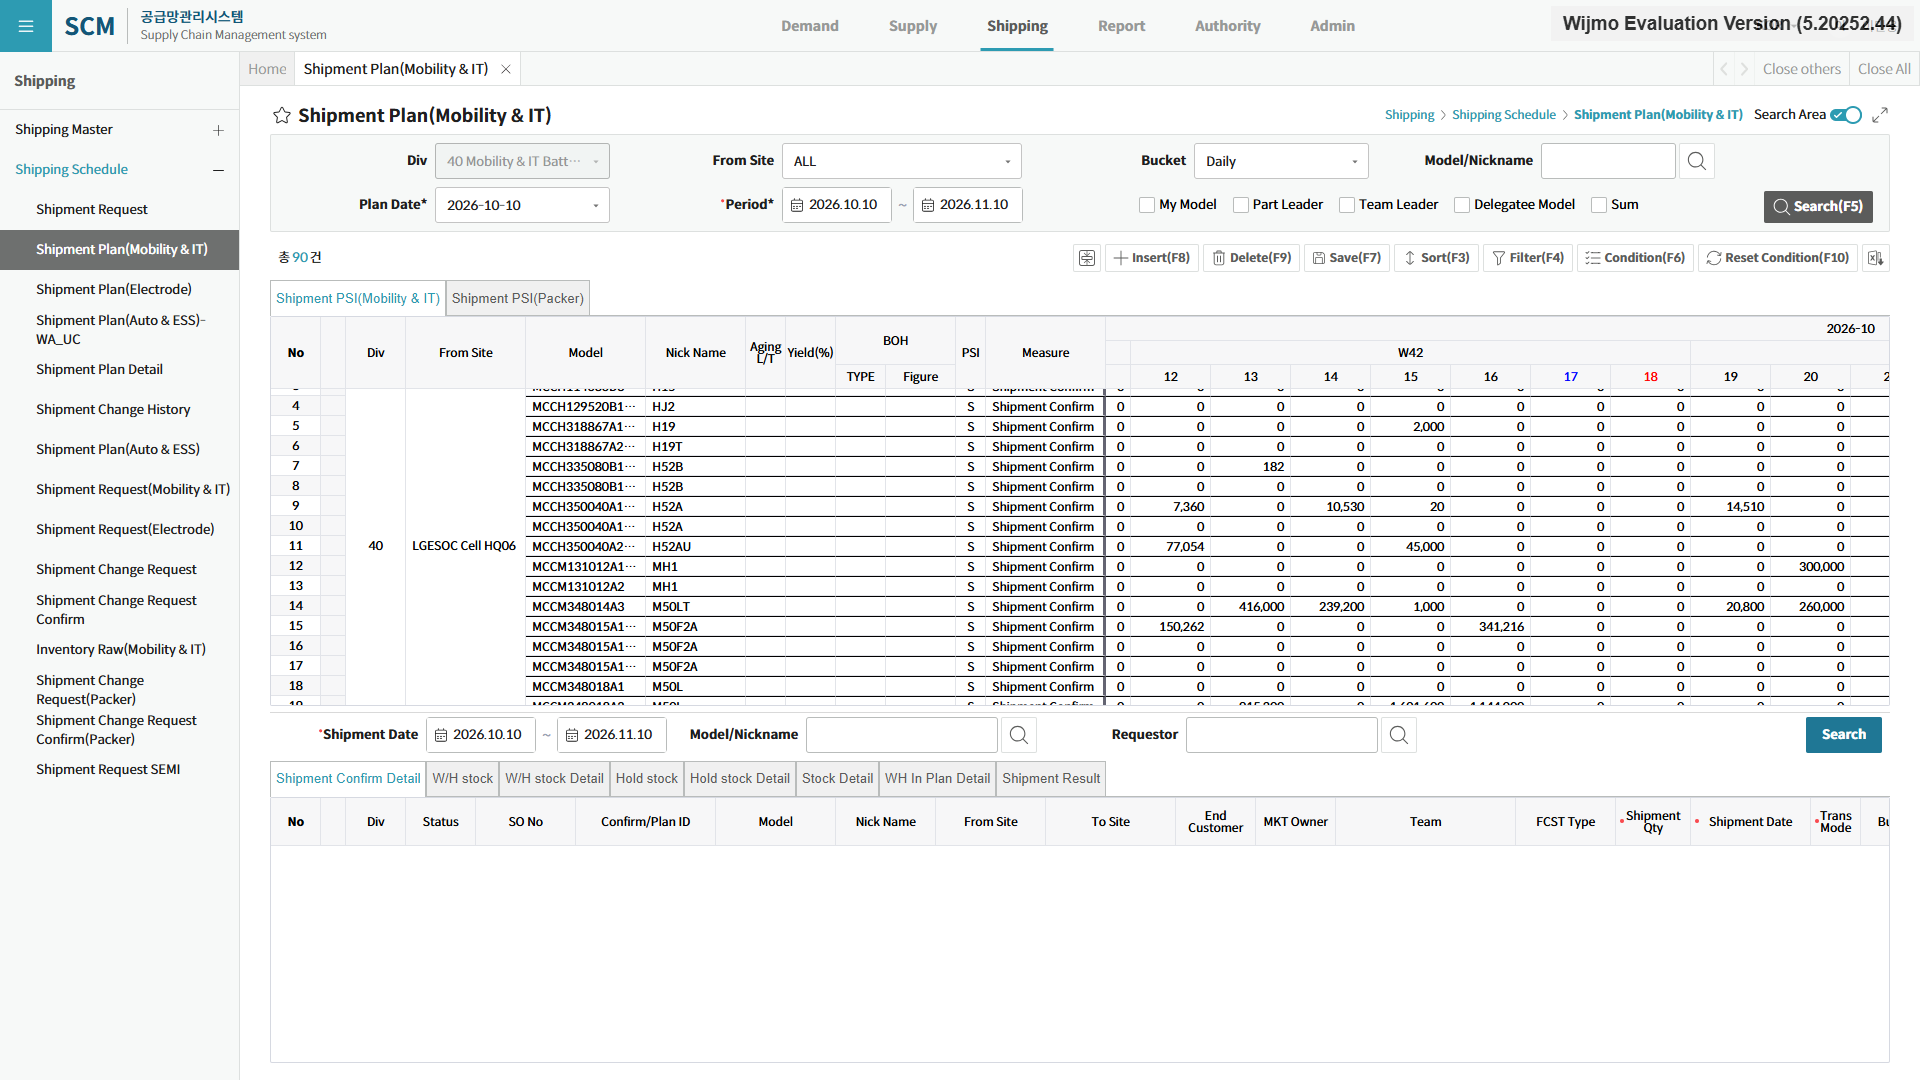 SCM
공급망관리시스템
Supply Chain Management system
Demand
Supply
Shipping
Report
Authority
Admin
Wijmo Evaluation Version (5.20252.44)
Shipping
Home
Shipment Plan(Mobility & IT)
Close others
Close All
Shipping Master
Shipping Schedule
Shipment Request
Shipment Plan(Mobility & IT)
Shipment Plan(Electrode)
Shipment Plan(Auto & ESS)-
WA_UC
Shipment Plan Detail
Shipment Change History
Shipment Plan(Auto & ESS)
Shipment Request(Mobility & IT)
Shipment Request(Electrode)
Shipment Change Request
Shipment Change Request
Confirm
Inventory Raw(Mobility & IT)
Shipment Change
Request(Packer)
Shipment Change Request
Confirm(Packer)
Shipment Request SEMI
Shipment Plan(Mobility & IT)
Shipping > Shipping Schedule > Shipment Plan(Mobility & IT)
Search Area
Div 40 Mobility & IT Batt···
From Site ALL
Bucket Daily
Model/Nickname
Plan Date* 2026-10-10
*Period* 2026.10.10 ~ 2026.11.10
My Model
Part Leader
Team Leader
Delegatee Model
Sum
Search(F5)
총 90 건
Insert(F8)
Delete(F9)
Save(F7)
Sort(F3)
Filter(F4)
Condition(F6)
Reset Condition(F10)
Shipment PSI(Mobility & IT)
Shipment PSI(Packer)
No Div From Site Model Nick Name Aging L/T Yield(%) BOH TYPE Figure PSI Measure
2026-10
W42
12 13 14 15 16 17 18 19 20
40 LGESOC Cell HQ06
4 MCCH129520B1··· HJ2 S Shipment Confirm 0 0 0 0 0 0 0 0 0 0
5 MCCH318867A1··· H19 S Shipment Confirm 0 0 0 0 2,000 0 0 0 0 0
6 MCCH318867A2··· H19T S Shipment Confirm 0 0 0 0 0 0 0 0 0 0
7 MCCH335080B1··· H52B S Shipment Confirm 0 0 182 0 0 0 0 0 0 0
8 MCCH335080B1··· H52B S Shipment Confirm 0 0 0 0 0 0 0 0 0 0
9 MCCH350040A1··· H52A S Shipment Confirm 0 7,360 0 10,530 20 0 0 0 14,510 0
10 MCCH350040A1··· H52A S Shipment Confirm 0 0 0 0 0 0 0 0 0 0
11 MCCH350040A2··· H52AU S Shipment Confirm 0 77,054 0 0 45,000 0 0 0 0 0
12 MCCM131012A1··· MH1 S Shipment Confirm 0 0 0 0 0 0 0 0 0 300,000
13 MCCM131012A2 MH1 S Shipment Confirm 0 0 0 0 0 0 0 0 0 0
14 MCCM348014A3 M50LT S Shipment Confirm 0 0 416,000 239,200 1,000 0 0 0 20,800 260,000
15 MCCM348015A1··· M50F2A S Shipment Confirm 0 150,262 0 0 0 341,216 0 0 0 0
16 MCCM348015A1··· M50F2A S Shipment Confirm 0 0 0 0 0 0 0 0 0 0
17 MCCM348015A1··· M50F2A S Shipment Confirm 0 0 0 0 0 0 0 0 0 0
18 MCCM348018A1 M50L S Shipment Confirm 0 0 0 0 0 0 0 0 0 0
*Shipment Date 2026.10.10 ~ 2026.11.10
Model/Nickname
Requestor
Search
Shipment Confirm Detail
W/H stock
W/H stock Detail
Hold stock
Hold stock Detail
Stock Detail
WH In Plan Detail
Shipment Result
No Div Status SO No Confirm/Plan ID Model Nick Name From Site To Site End Customer MKT Owner Team FCST Type Shipment Qty Shipment Date Trans Mode